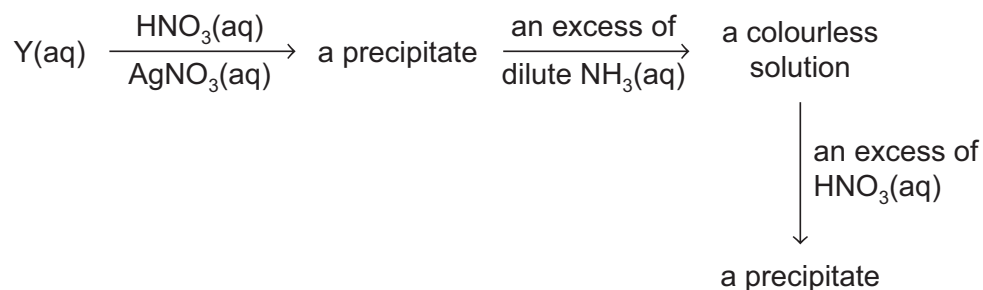 Y(aq)
HNO₃(aq)
AgNO₃(aq)
a precipitate
an excess of
dilute NH₃(aq)
a colourless
solution
an excess of
HNO₃(aq)
a precipitate